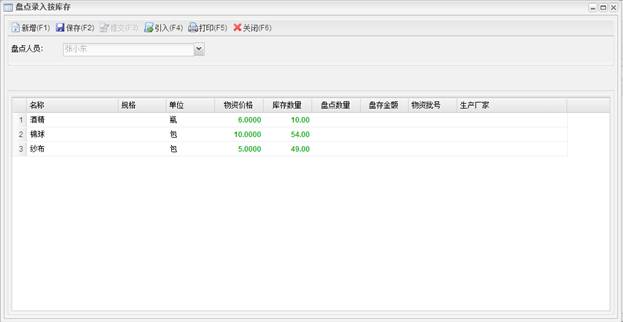 盘点录入按库存
新增(F1) 保存(F2) 提交(F3) 引入(F4) 打印(F5) 关闭(F6)
盘点人员: 张小东
名称 规格 单位 物资价格 库存数量 盘点数量 盘存金额 物资批号 生产厂家
1 酒精 瓶 6.0000 10.00
2 棉球 包 10.0000 54.00
3 纱布 包 5.0000 49.00